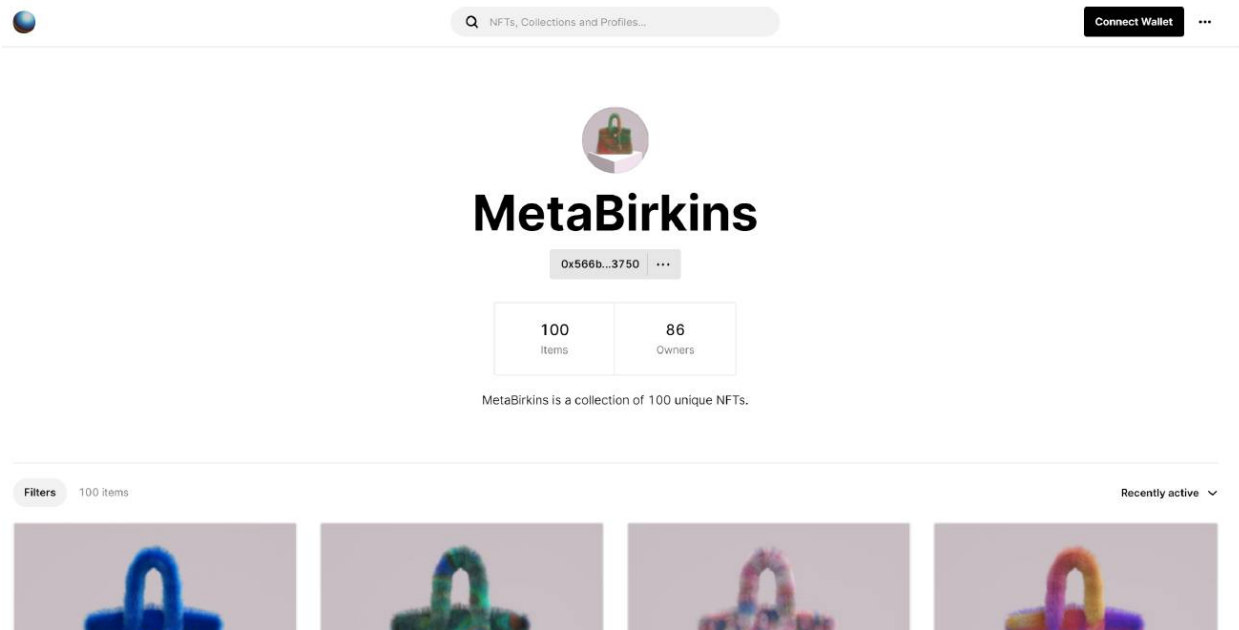 NFTs, Collections and Profiles...
Connect Wallet
MetaBirkins
0x566b...3750
100
Items
86
Owners
MetaBirkins is a collection of 100 unique NFTs.
Filters
100 items
Recently active